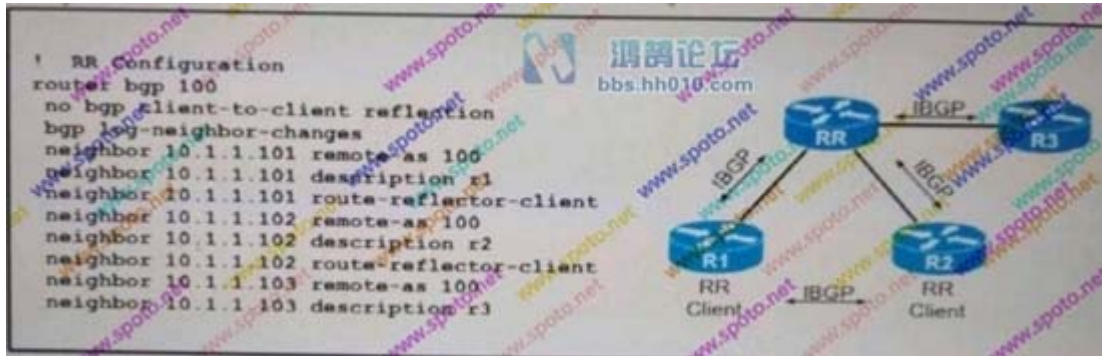 ! RR Configuration
router bgp 100
no bgp client-to-client reflection
bgp log-neighbor-changes
neighbor 10.1.1.101 remote-as 100
neighbor 10.1.1.101 description r1
neighbor 10.1.1.101 route-reflector-client
neighbor 10.1.1.102 remote-as 100
neighbor 10.1.1.102 description r2
neighbor 10.1.1.102 route-reflector-client
neighbor 10.1.1.103 remote-as 100
neighbor 10.1.1.103 description r3
鸿鹄论坛
bbs.hh010.com
RR
IBGP
R3
IBGP
IBGP
R1
R2
RR
Client
IBGP
RR
Client
www.spoto.net